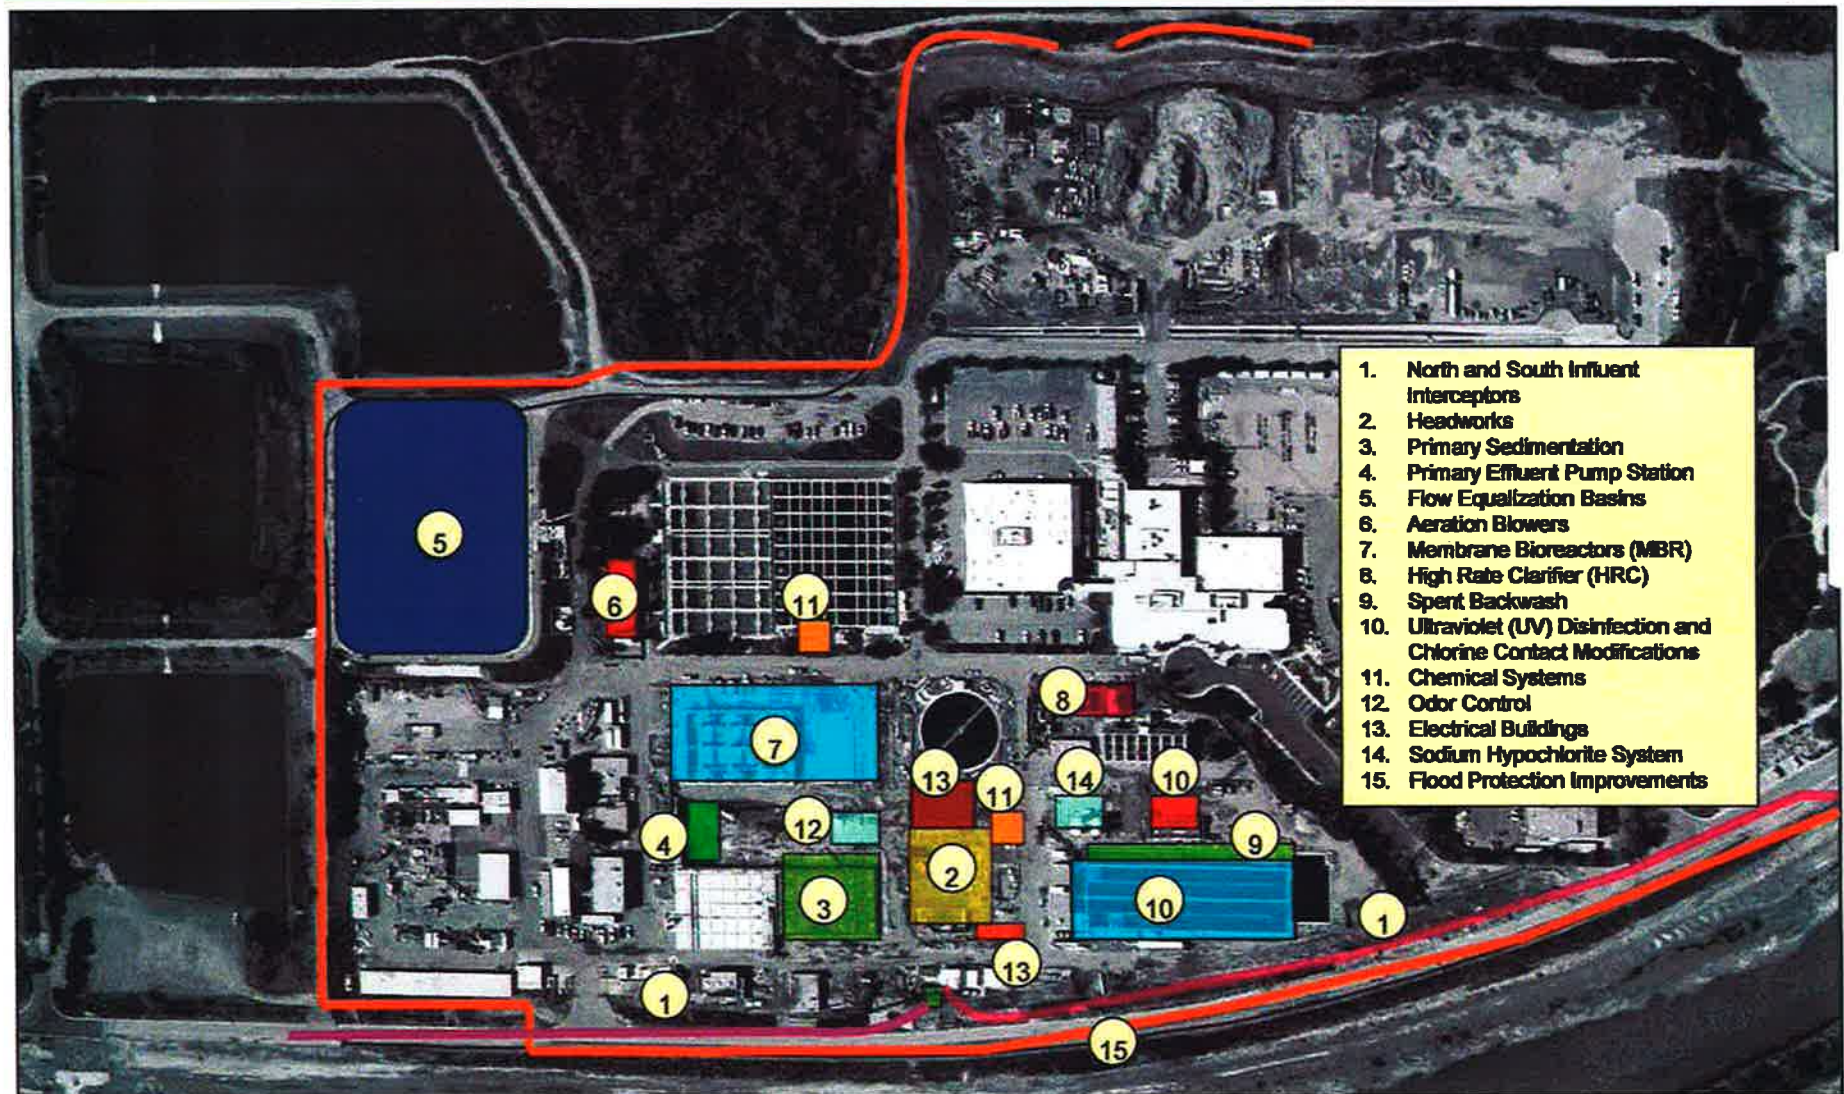 1. North and South Influent
Interceptors
2. Headworks
3. Primary Sedimentation
4. Primary Effluent Pump Station
5. Flow Equalization Basins
6. Aeration Blowers
7. Membrane Bioreactors (MBR)
8. High Rate Clarifier (HRC)
9. Spent Backwash
10. Ultraviolet (UV) Disinfection and
Chlorine Contact Modifications
11. Chemical Systems
12. Odor Control
13. Electrical Buildings
14. Sodium Hypochlorite System
15. Flood Protection Improvements
5
6
11
8
7
13
11
14
10
4
12
9
2
3
10
1
13
1
15